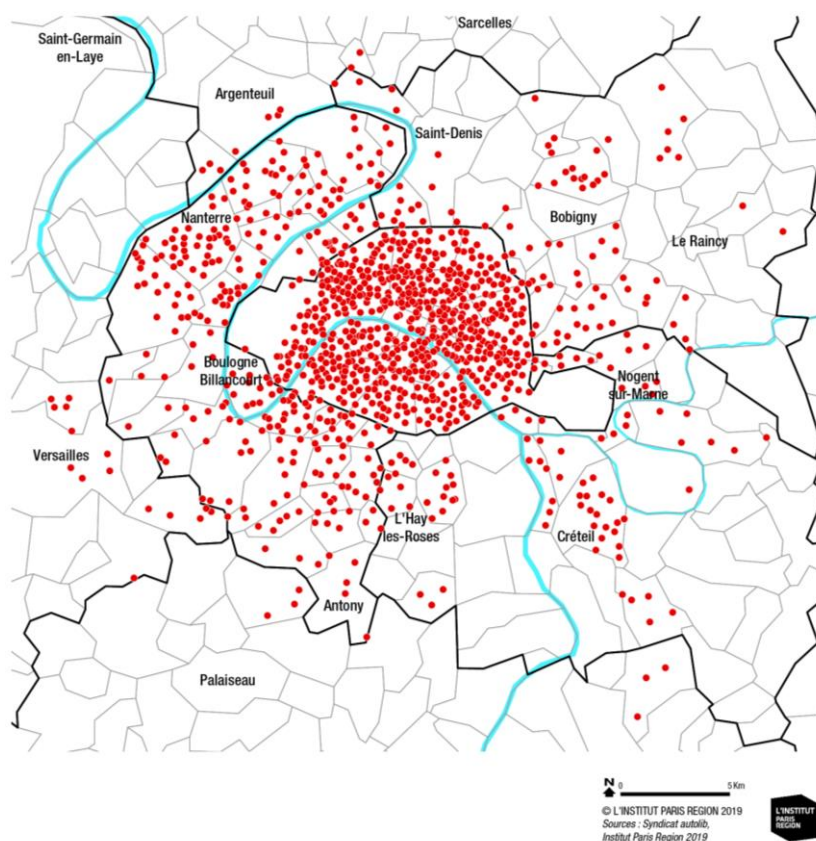 Saint-Germain
en-Laye
Sarcelles
Argenteuil
Saint-Denis
Nanterre
Bobigny
Le Raincy
Boulogne
Billancourt
Nogent
sur-Marne
Versailles
L'Hay
les-Roses
Créteil
Antony
Palaiseau
N
0
5 Km
© L'INSTITUT PARIS REGION 2019
Sources : Syndicat autolib,
Institut Paris Region 2019
L'INSTITUT
PARIS
REGION